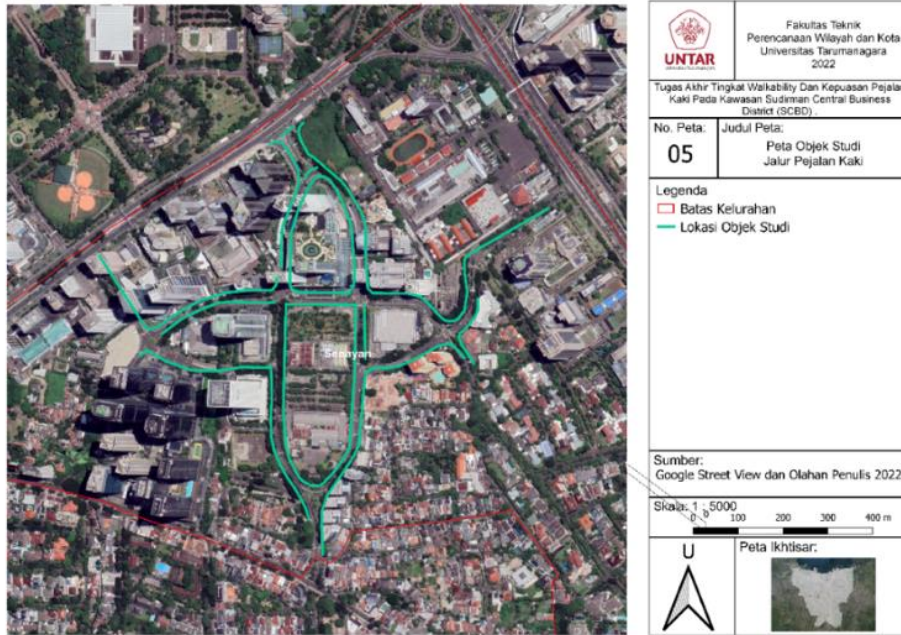 Senayan
UNTAR
Fakultas Teknik
Perencanaan Wilayah dan Kota
Universitas Tarumanagara
2022
Tugas Akhir Tingkat Walkability Dan Kepuasan Pejalan
Kaki Pada Kawasan Sudirman Central Business
District (SCBD) .
No. Peta:
05
Judul Peta:
Peta Objek Studi
Jalur Pejalan Kaki
Legenda
Batas Kelurahan
Lokasi Objek Studi
Sumber:
Google Street View dan Olahan Penulis 2022
Skala: 1 : 5000
0 100 200 300 400 m
U
Peta Ikhtisar: